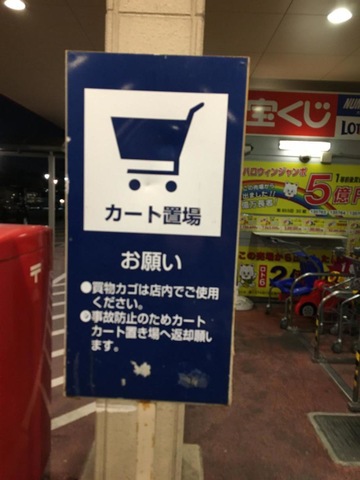 カート置場
お願い
●買物カゴは店内でご使用
ください。
●事故防止のためカート
カート置き場へ返却願い
ます。
宝くじ
ハロウィンジャンボ
5億円
ロト6
〒